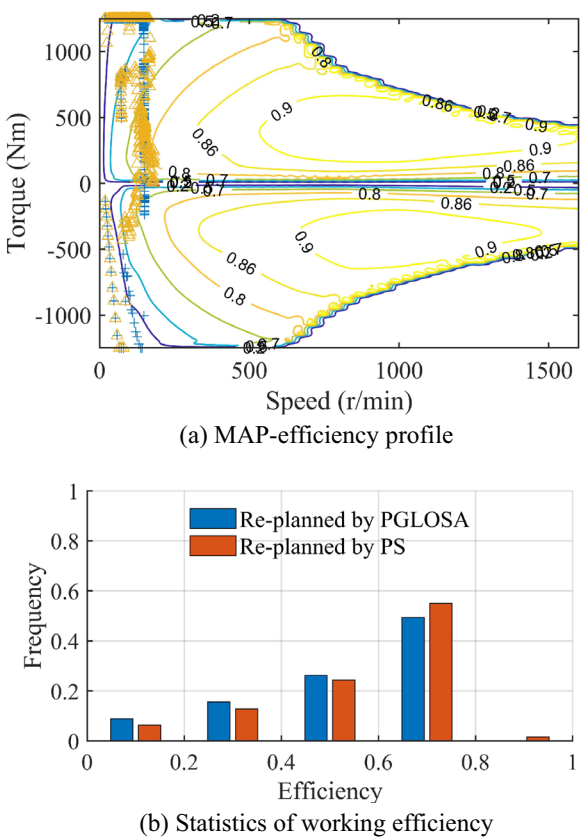 1000
500
0
-500
-1000
Torque (Nm)
0.8
0.86
0.9
0.9
0.86
0.9
0.86
0.8
0.7
0.8
0.7
0.8
0.86
0.9
0.9
0.86
0.8
0.7
0 500 1000 1500
Speed (r/min)
(a) MAP-efficiency profile
1
0.8
0.6
0.4
0.2
0
Frequency
Re-planned by PGLOSA
Re-planned by PS
0 0.2 0.4 0.6 0.8 1
Efficiency
(b) Statistics of working efficiency